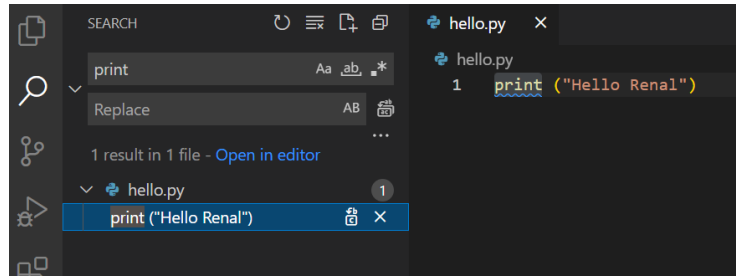 SEARCH
print
Aa ab, .*
Replace
AB
...
1 result in 1 file - Open in editor
hello.py
1
print ("Hello Renal")
hello.py
hello.py
1 print ("Hello Renal")